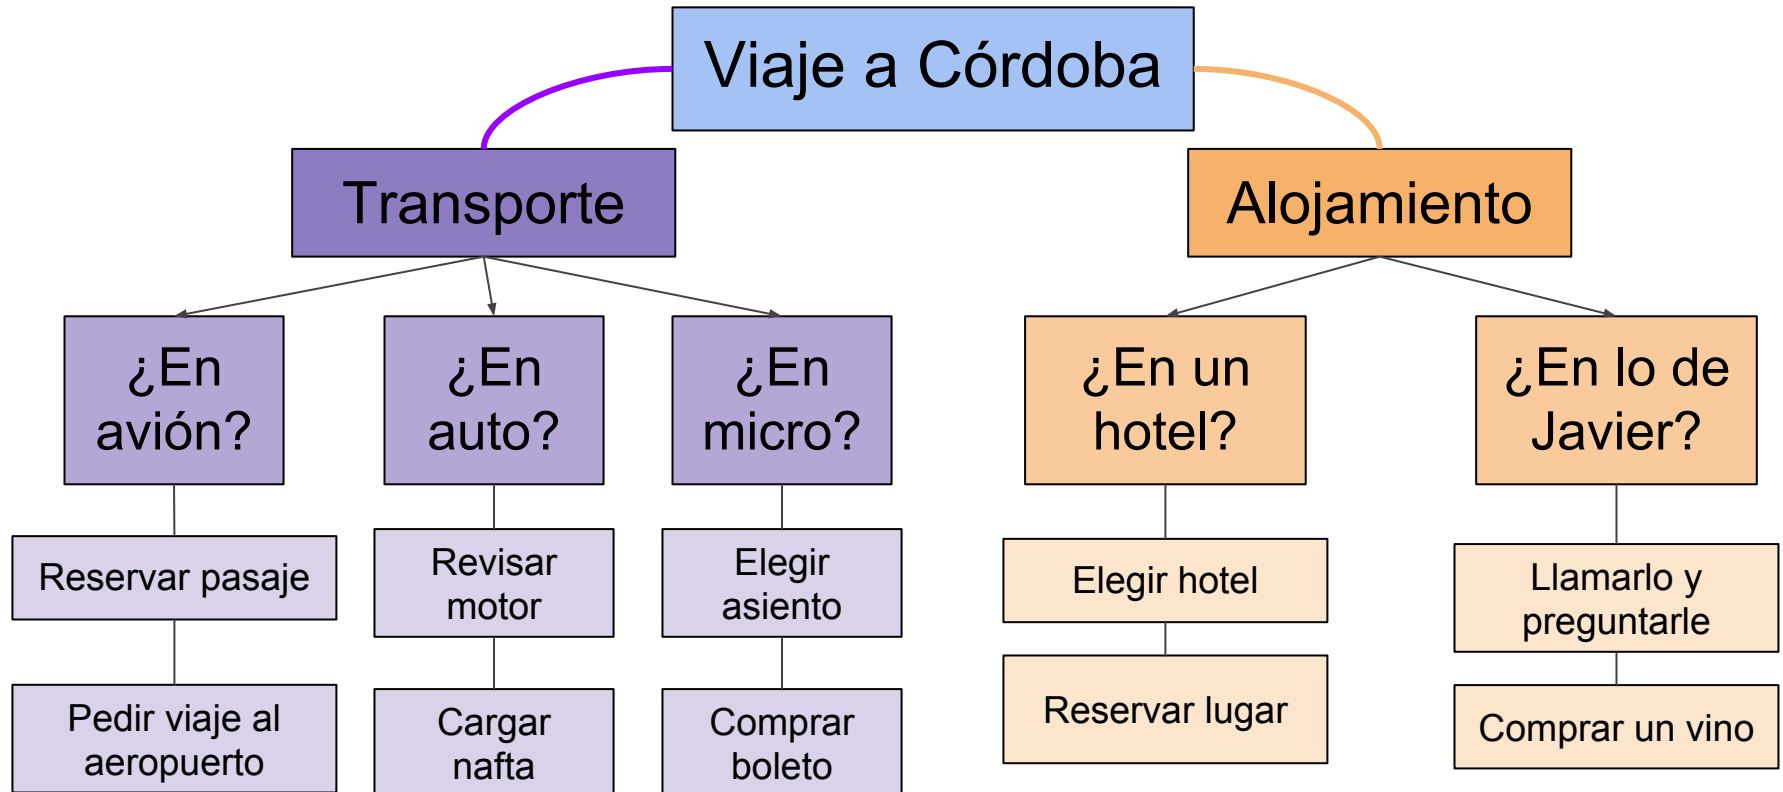 Viaje a Córdoba
Transporte
Alojamiento
¿En
avión?
¿En
auto?
¿En
micro?
¿En un
hotel?
¿En lo de
Javier?
Reservar pasaje
Revisar
motor
Elegir
asiento
Elegir hotel
Llamarlo y
preguntarle
Pedir viaje al
aeropuerto
Cargar
nafta
Comprar
boleto
Reservar lugar
Comprar un vino